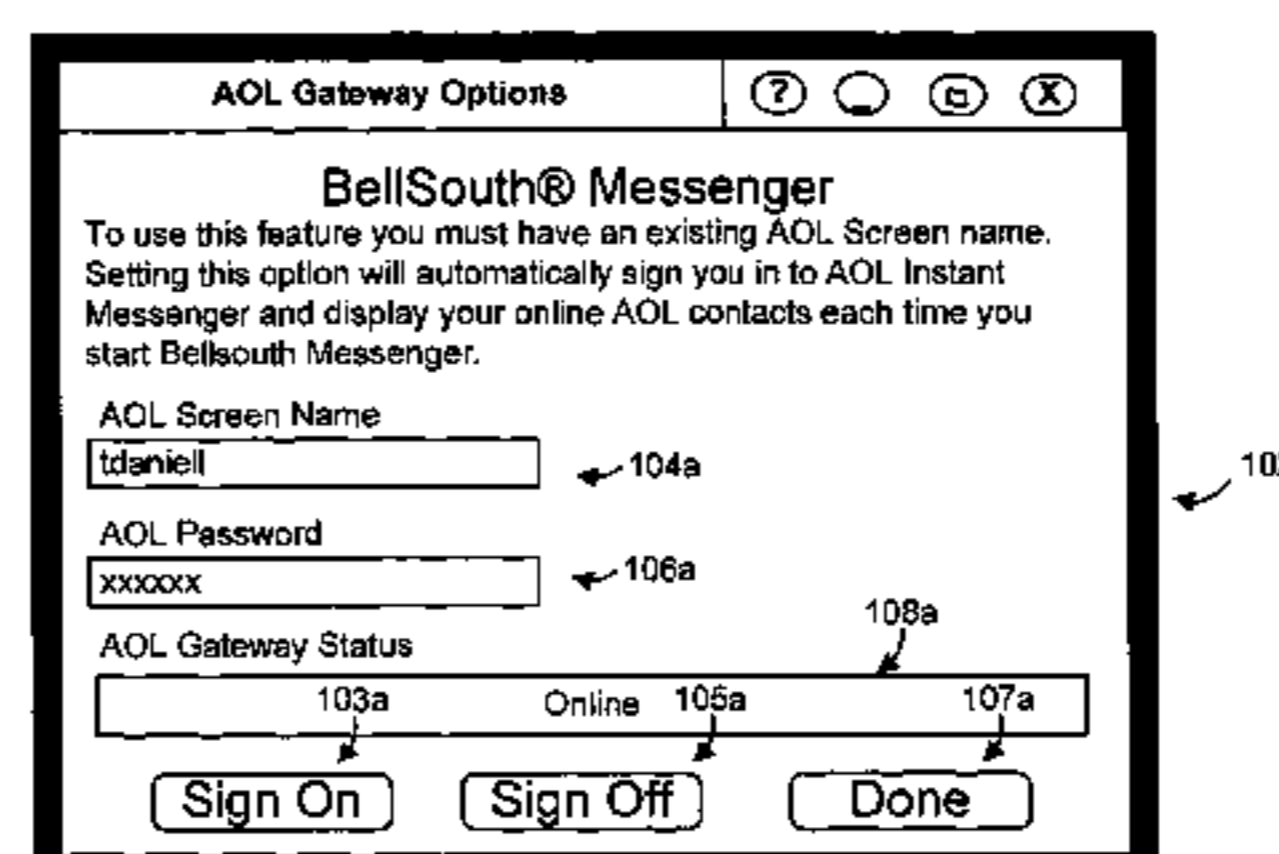 AOL Gateway Options ?
BellSouth® Messenger
To use this feature you must have an existing AOL Screen name.
Setting this option will automatically sign you in to AOL Instant
Messenger and display your online AOL contacts each time you
start Bellsouth Messenger.
AOL Screen Name
tdaniell
104a
AOL Password
xxxxxx
106a
108a
AOL Gateway Status
103a Online 105a 107a
Sign On Sign Off Done